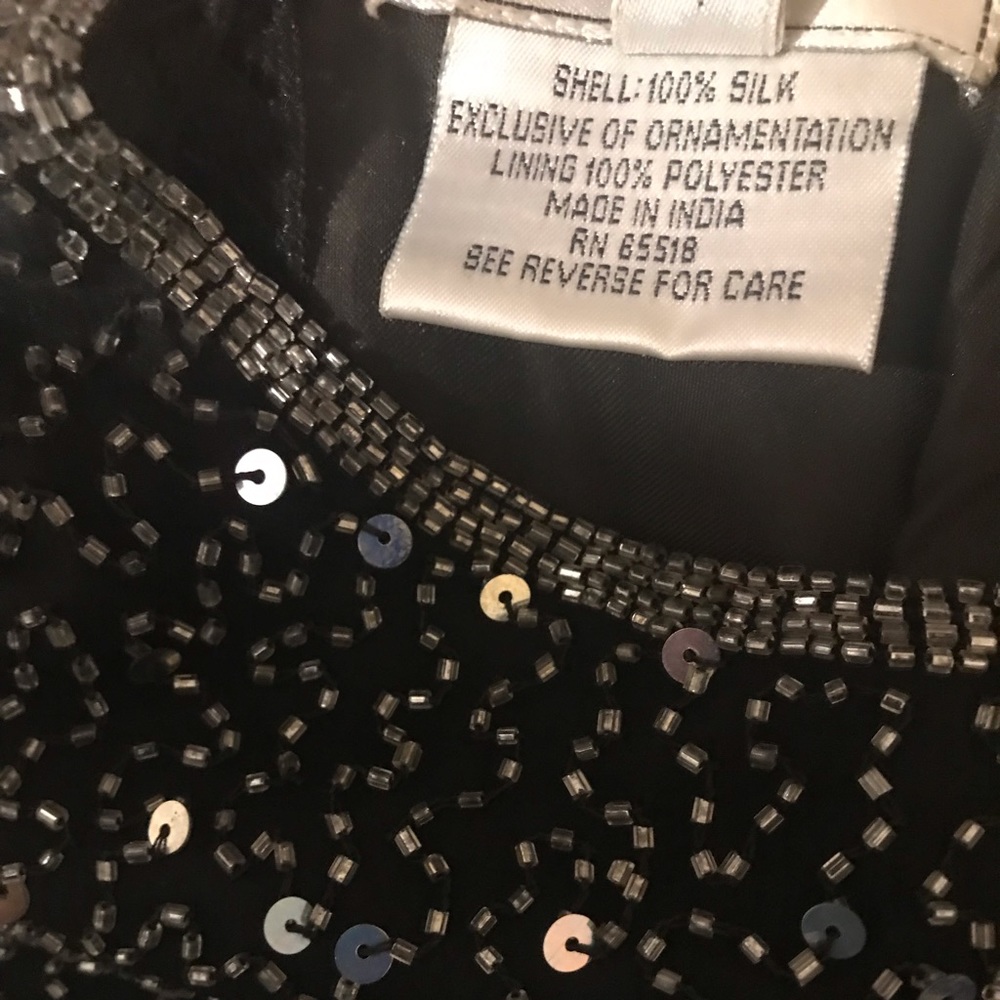 SHELL: 100% SILK
EXCLUSIVE OF ORNAMENTATION
LINING 100% POLYESTER
MADE IN INDIA
RN 65518
SEE REVERSE FOR CARE